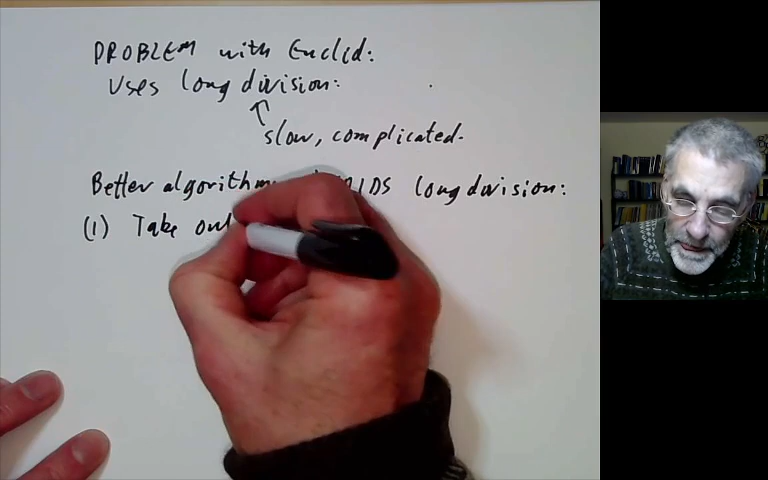 PROBLEM with Euclid:
Uses long division:
slow, complicated.
Better algorithm long division:
(1) Take out